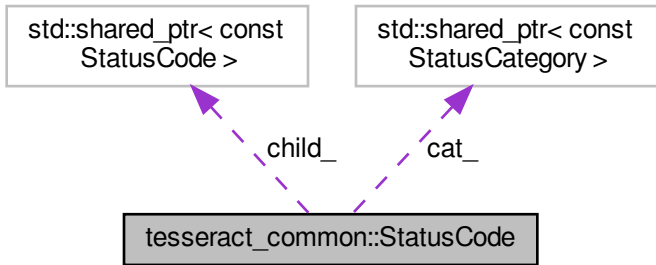 std::shared_ptr< const
StatusCode >
std::shared_ptr< const
StatusCategory >
child_
cat_
tesseract_common::StatusCode